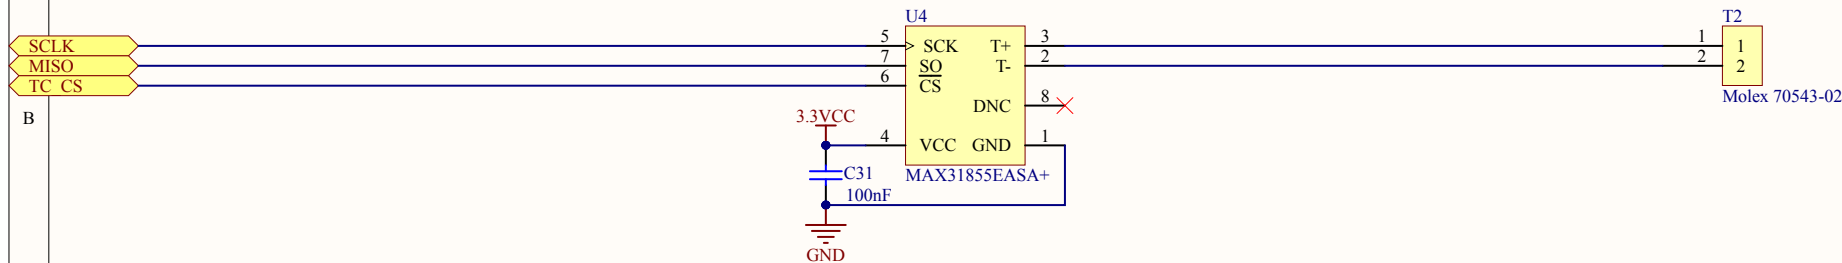 U4
T2
SCLK
5
SCK
T+
3
1
1
MISO
7
SO
T-
2
2
2
TC_CS
6
CS
Molex 70543-02
DNC
8
B
3.3VCC
4
VCC
GND
1
C31
MAX31855EASA+
100nF
GND